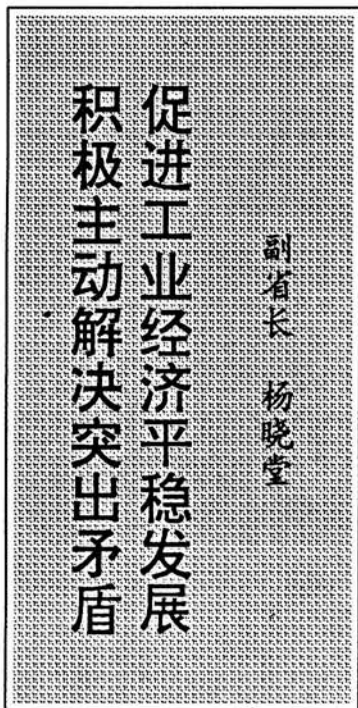 积极主动解决突出矛盾
促进工业经济平稳发展
副省长 杨晓堂